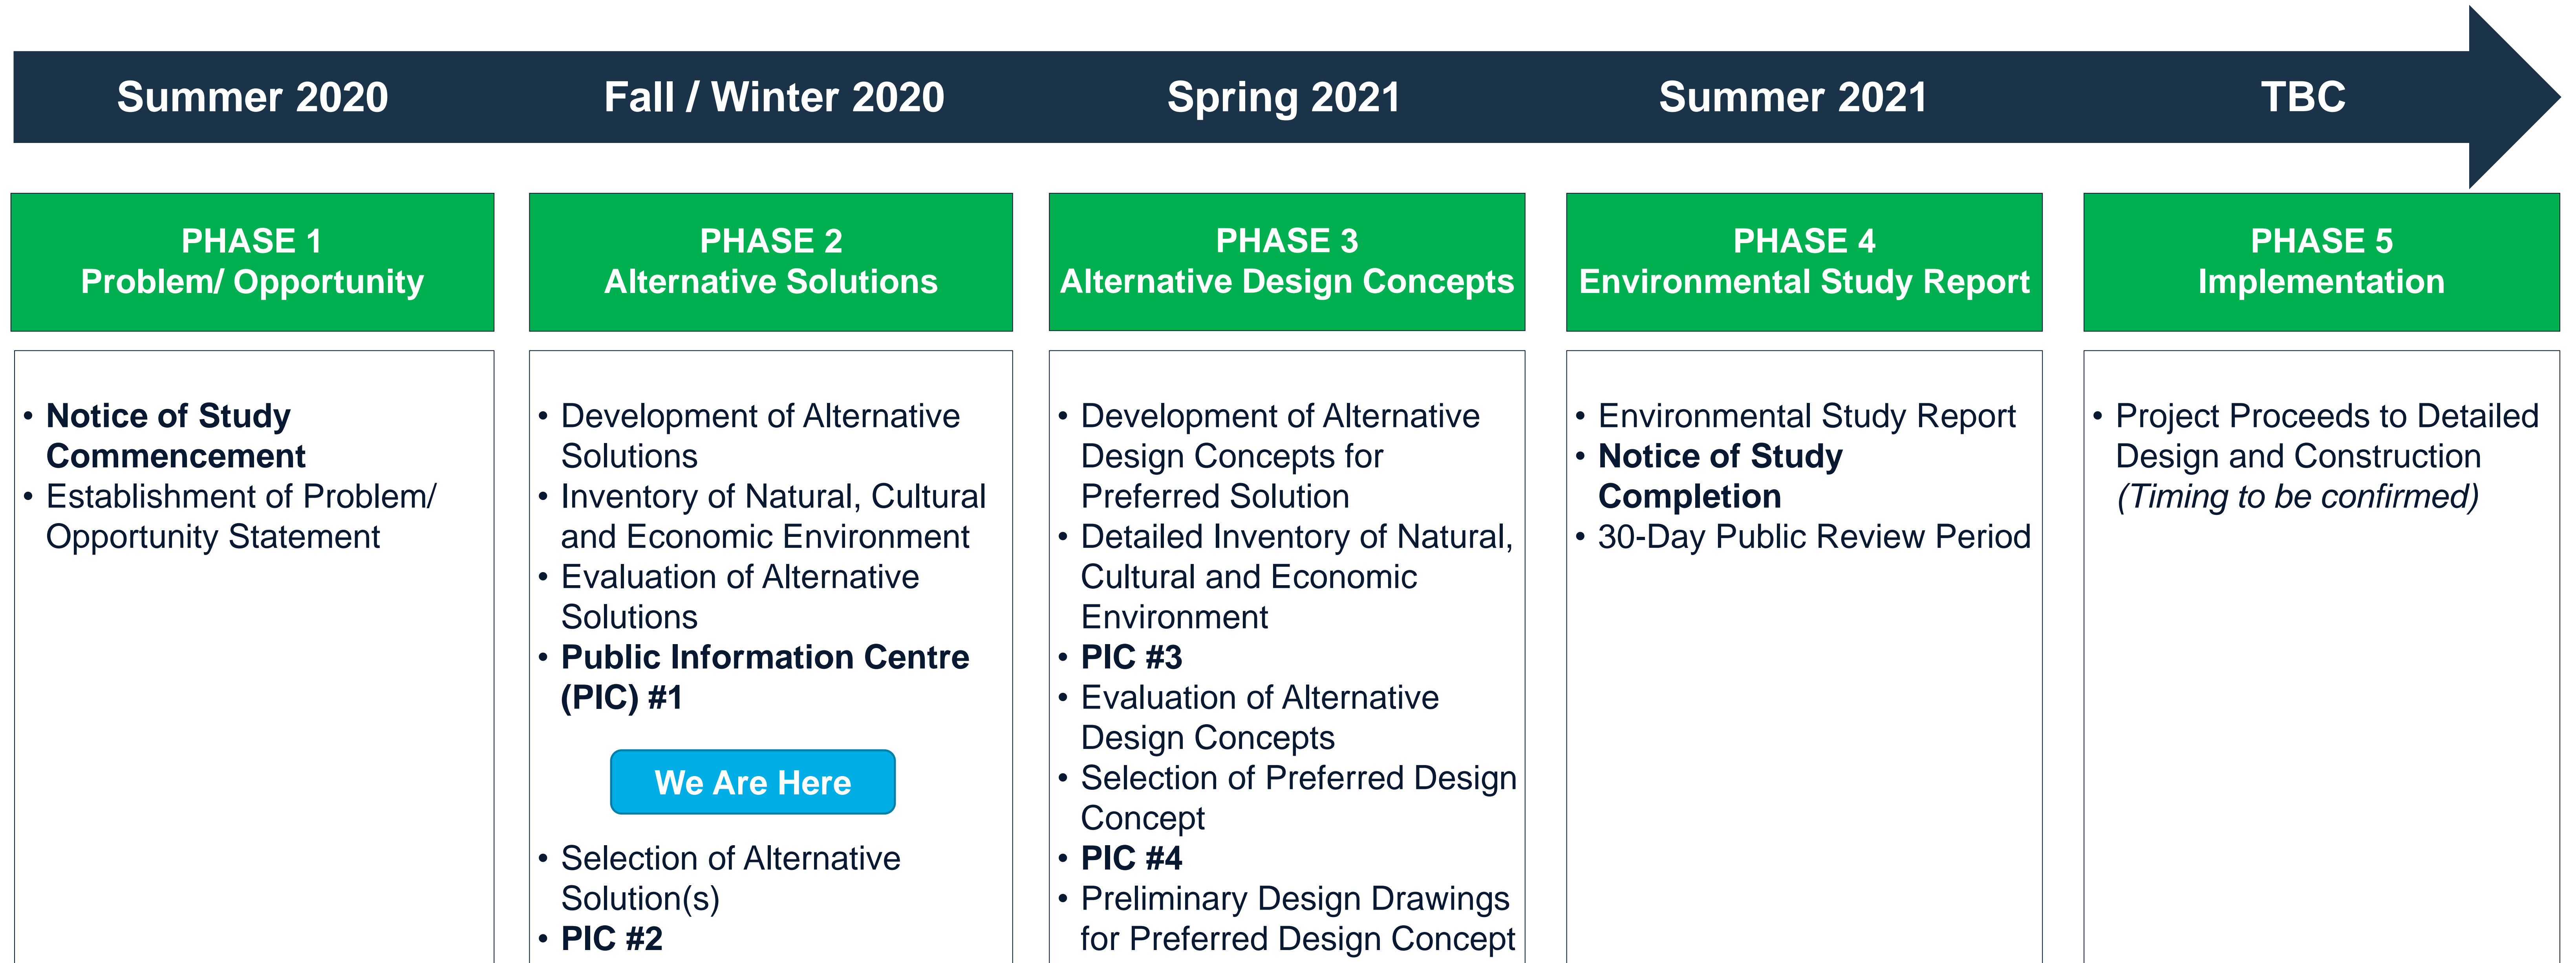 Summer 2020
Fall / Winter 2020
Spring 2021
Summer 2021
TBC
PHASE 1
Problem/ Opportunity
PHASE 2
Alternative Solutions
PHASE 3
Alternative Design Concepts
PHASE 4
Environmental Study Report
PHASE 5
Implementation
• Notice of Study
Commencement
• Establishment of Problem/
Opportunity Statement
• Development of Alternative
Solutions
• Inventory of Natural, Cultural
and Economic Environment
• Evaluation of Alternative
Solutions
• Public Information Centre
(PIC) #1
We Are Here
• Selection of Alternative
Solution(s)
• PIC #2
• Development of Alternative
Design Concepts for
Preferred Solution
• Detailed Inventory of Natural,
Cultural and Economic
Environment
• PIC #3
• Evaluation of Alternative
Design Concepts
• Selection of Preferred Design
Concept
• PIC #4
• Preliminary Design Drawings
for Preferred Design Concept
• Environmental Study Report
• Notice of Study
Completion
• 30-Day Public Review Period
• Project Proceeds to Detailed
Design and Construction
(Timing to be confirmed)